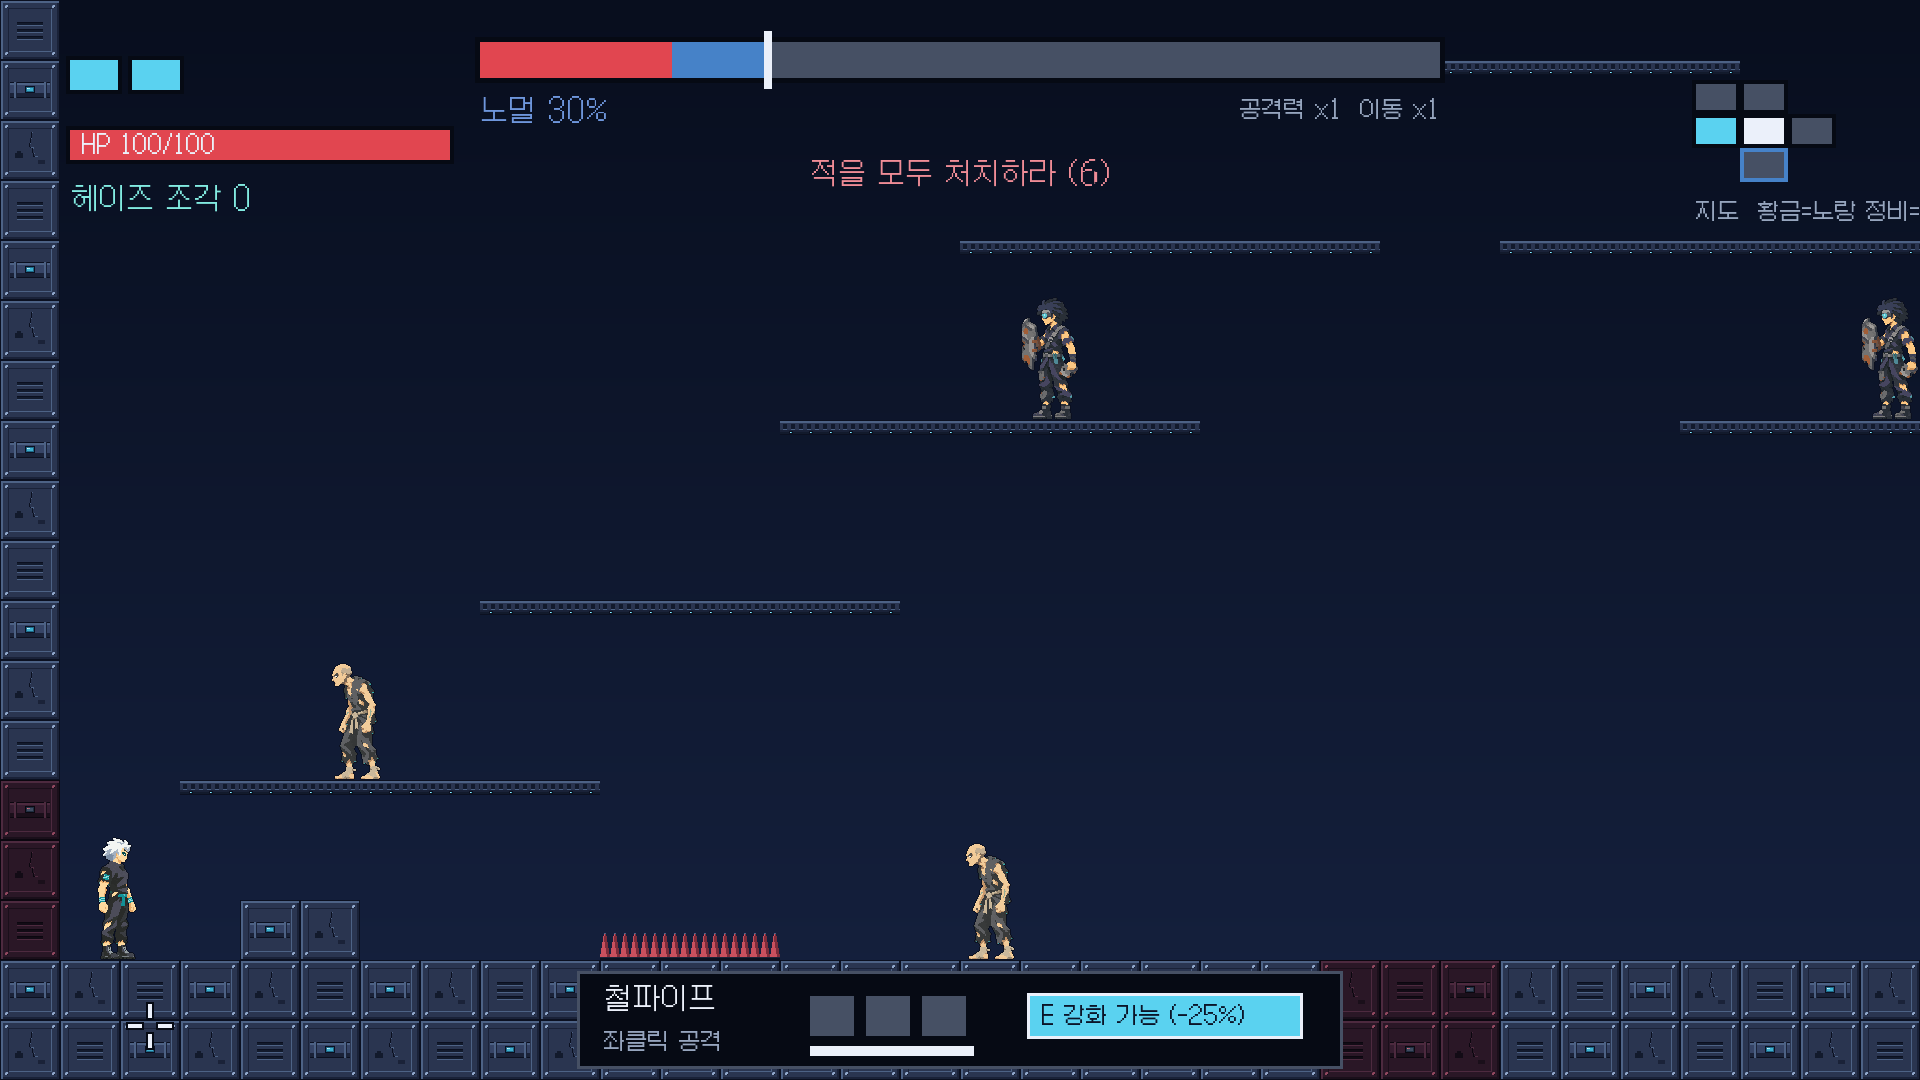 노멀 30%
공격력 x1 이동 x1
HP 100/100
적을 모두 처치하라 (6)
헤이즈 조각 0
지도 황금=노랑 정비=
철파이프
좌클릭 공격
E 강화 가능 (-25%)